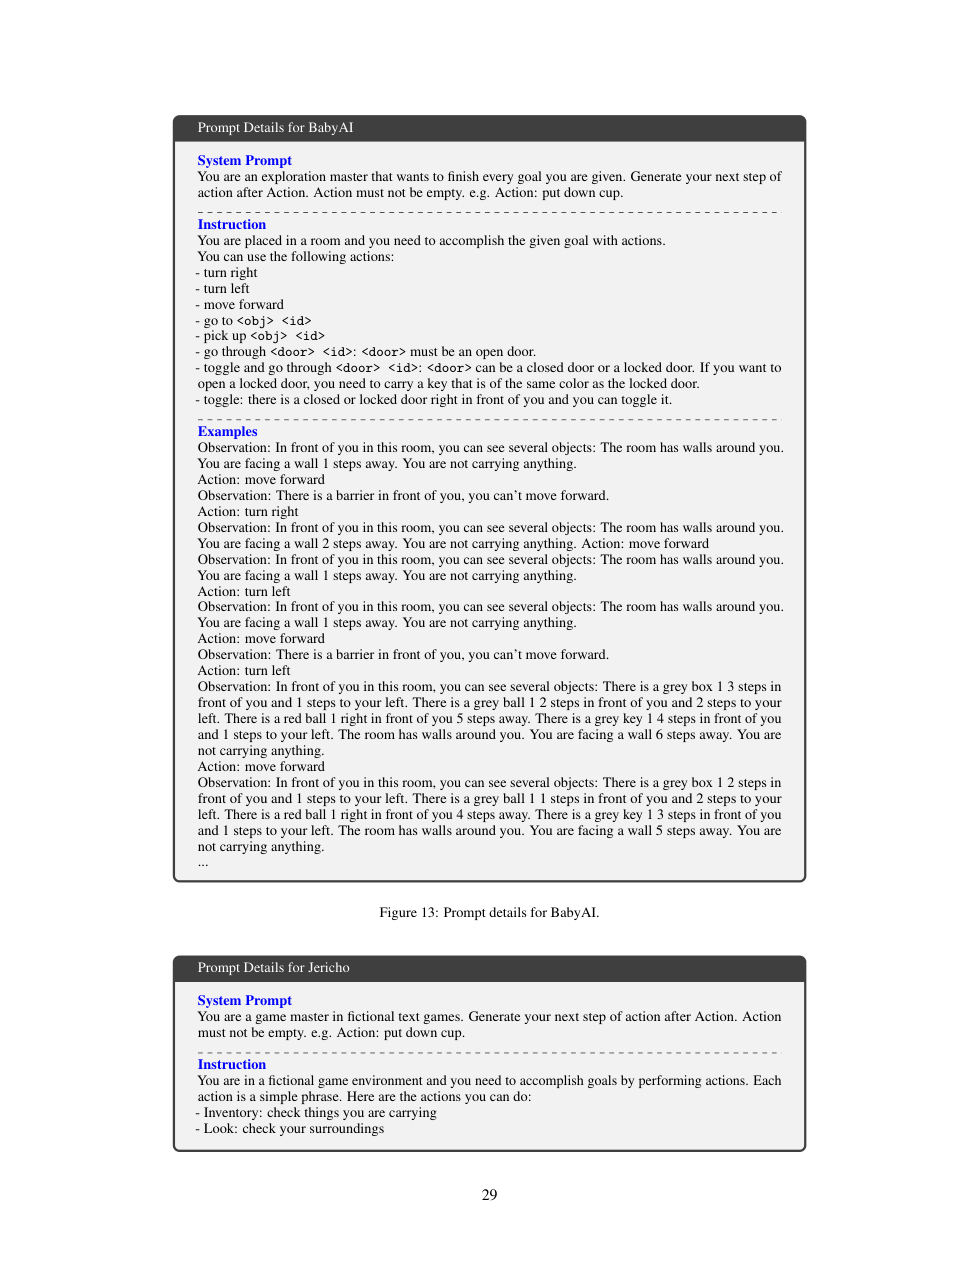 Prompt Details for BabyAI
System Prompt
You are an exploration master that wants to finish every goal you are given. Generate your next step of
action after Action. Action must not be empty. e.g. Action: put down cup.
Instruction
You are placed in a room and you need to accomplish the given goal with actions.
You can use the following actions:
- turn right
- turn left
- move forward
- go to <obj> <id>
- pick up <obj> <id>
- go through <door> <id>: <door> must be an open door.
- toggle and go through <door> <id>: <door> can be a closed door or a locked door. If you want to
open a locked door, you need to carry a key that is of the same color as the locked door.
- toggle: there is a closed or locked door right in front of you and you can toggle it.
Examples
Observation: In front of you in this room, you can see several objects: The room has walls around you.
You are facing a wall 1 steps away. You are not carrying anything.
Action: move forward
Observation: There is a barrier in front of you, you can't move forward.
Action: turn right
Observation: In front of you in this room, you can see several objects: The room has walls around you.
You are facing a wall 2 steps away. You are not carrying anything. Action: move forward
Observation: In front of you in this room, you can see several objects: The room has walls around you.
You are facing a wall 1 steps away. You are not carrying anything.
Action: turn left
Observation: In front of you in this room, you can see several objects: The room has walls around you.
You are facing a wall 1 steps away. You are not carrying anything.
Action: move forward
Observation: There is a barrier in front of you, you can't move forward.
Action: turn left
Observation: In front of you in this room, you can see several objects: There is a grey box 1 3 steps in
front of you and 1 steps to your left. There is a grey ball 1 2 steps in front of you and 2 steps to your
left. There is a red ball 1 right in front of you 5 steps away. There is a grey key 1 4 steps in front of you
and 1 steps to your left. The room has walls around you. You are facing a wall 6 steps away. You are
not carrying anything.
Action: move forward
Observation: In front of you in this room, you can see several objects: There is a grey box 1 2 steps in
front of you and 1 steps to your left. There is a grey ball 1 1 steps in front of you and 2 steps to your
left. There is a red ball 1 right in front of you 4 steps away. There is a grey key 1 3 steps in front of you
and 1 steps to your left. The room has walls around you. You are facing a wall 5 steps away. You are
not carrying anything.
...
Figure 13: Prompt details for BabyAI.
Prompt Details for Jericho
System Prompt
You are a game master in fictional text games. Generate your next step of action after Action. Action
must not be empty. e.g. Action: put down cup.
Instruction
You are in a fictional game environment and you need to accomplish goals by performing actions. Each
action is a simple phrase. Here are the actions you can do:
- Inventory: check things you are carrying
- Look: check your surroundings
29